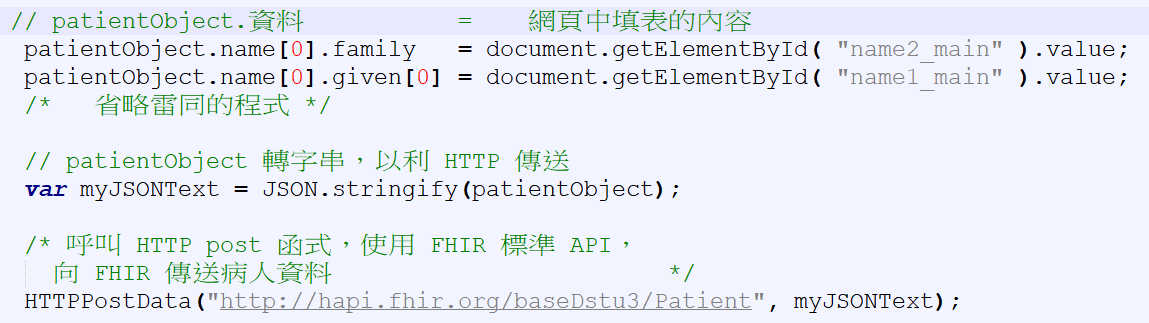 // patientObject.資料           =    網頁中填表的內容
patientObject.name[0].family   = document.getElementById( "name2_main" ).value;
patientObject.name[0].given[0] = document.getElementById( "name1_main" ).value;
/*   省略雷同的程式 */
// patientObject 轉字串，以利 HTTP 傳送
var myJSONText = JSON.stringify(patientObject);
/* 呼叫 HTTP post 函式，使用 FHIR 標準 API，
向 FHIR 傳送病人資料                        */
HTTPPostData("http://hapi.fhir.org/baseDstu3/Patient", myJSONText);